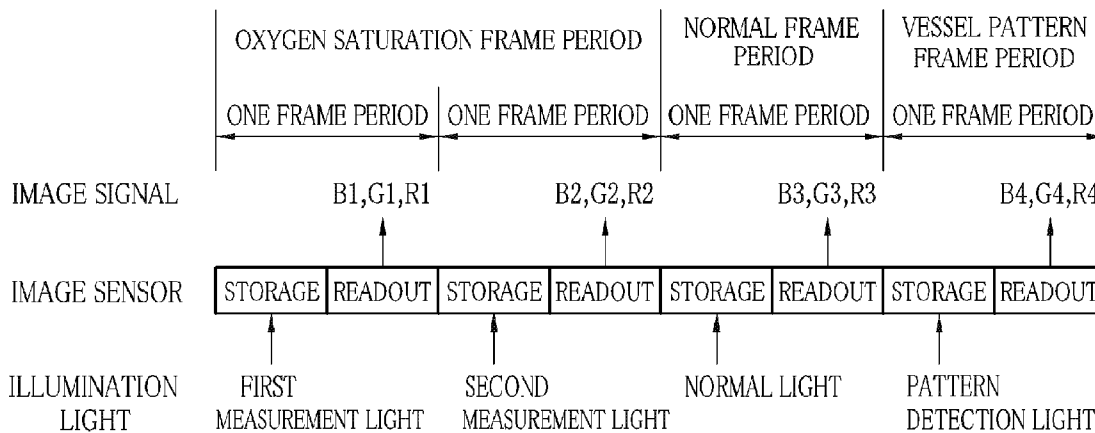 OXYGEN SATURATION FRAME PERIOD
NORMAL FRAME
PERIOD
VESSEL PATTERN
FRAME PERIOD
ONE FRAME PERIOD ONE FRAME PERIOD ONE FRAME PERIOD ONE FRAME PERIOD
IMAGE SIGNAL B1,G1,R1 B2,G2,R2 B3,G3,R3 B4,G4,R4
IMAGE SENSOR STORAGE READOUT STORAGE READOUT STORAGE READOUT STORAGE READOUT
ILLUMINATION
LIGHT
FIRST
MEASUREMENT LIGHT
SECOND
MEASUREMENT LIGHT
NORMAL LIGHT
PATTERN
DETECTION LIGHT